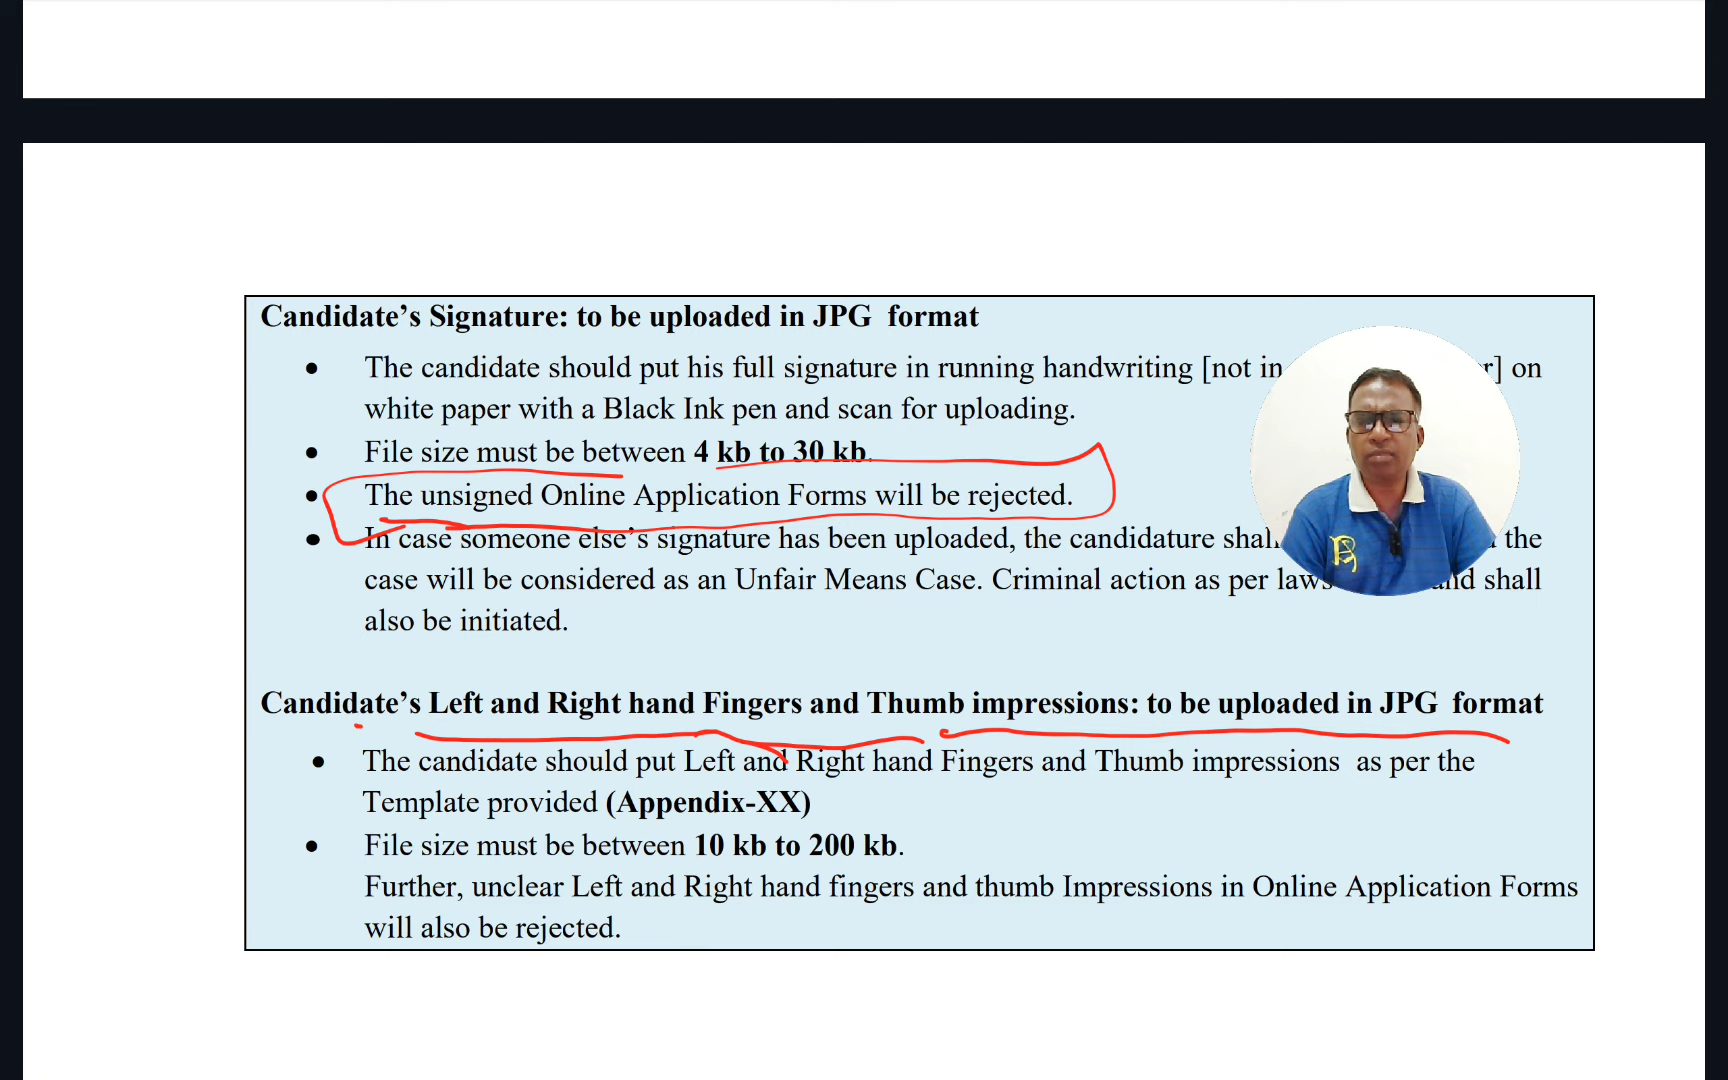 Candidate’s Signature: to be uploaded in JPG format
• The candidate should put his full signature in running handwriting [not in r] on
white paper with a Black Ink pen and scan for uploading.
• File size must be between 4 kb to 30 kb.
• The unsigned Online Application Forms will be rejected.
• In case someone else’s signature has been uploaded, the candidature shall the
case will be considered as an Unfair Means Case. Criminal action as per laws shall
also be initiated.
Candidate’s Left and Right hand Fingers and Thumb impressions: to be uploaded in JPG format
• The candidate should put Left and Right hand Fingers and Thumb impressions as per the
Template provided (Appendix-XX)
• File size must be between 10 kb to 200 kb.
Further, unclear Left and Right hand fingers and thumb Impressions in Online Application Forms
will also be rejected.